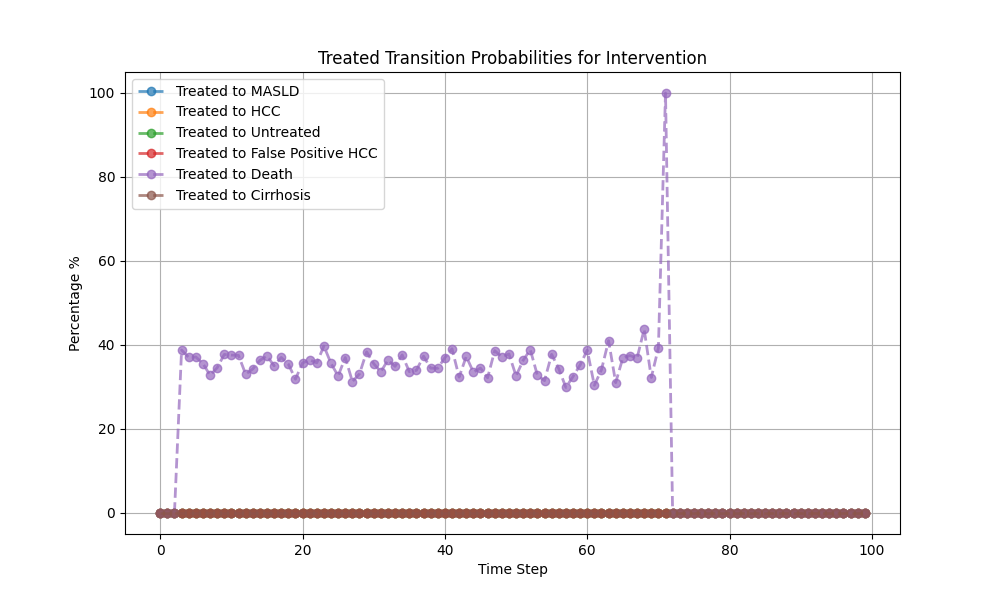 Treated Transition Probabilities for Intervention
Treated to MASLD
Treated to HCC
Treated to Untreated
Treated to False Positive HCC
Treated to Death
Treated to Cirrhosis
Percentage %
100
80
60
40
20
0
0 20 40 60 80 100
Time Step